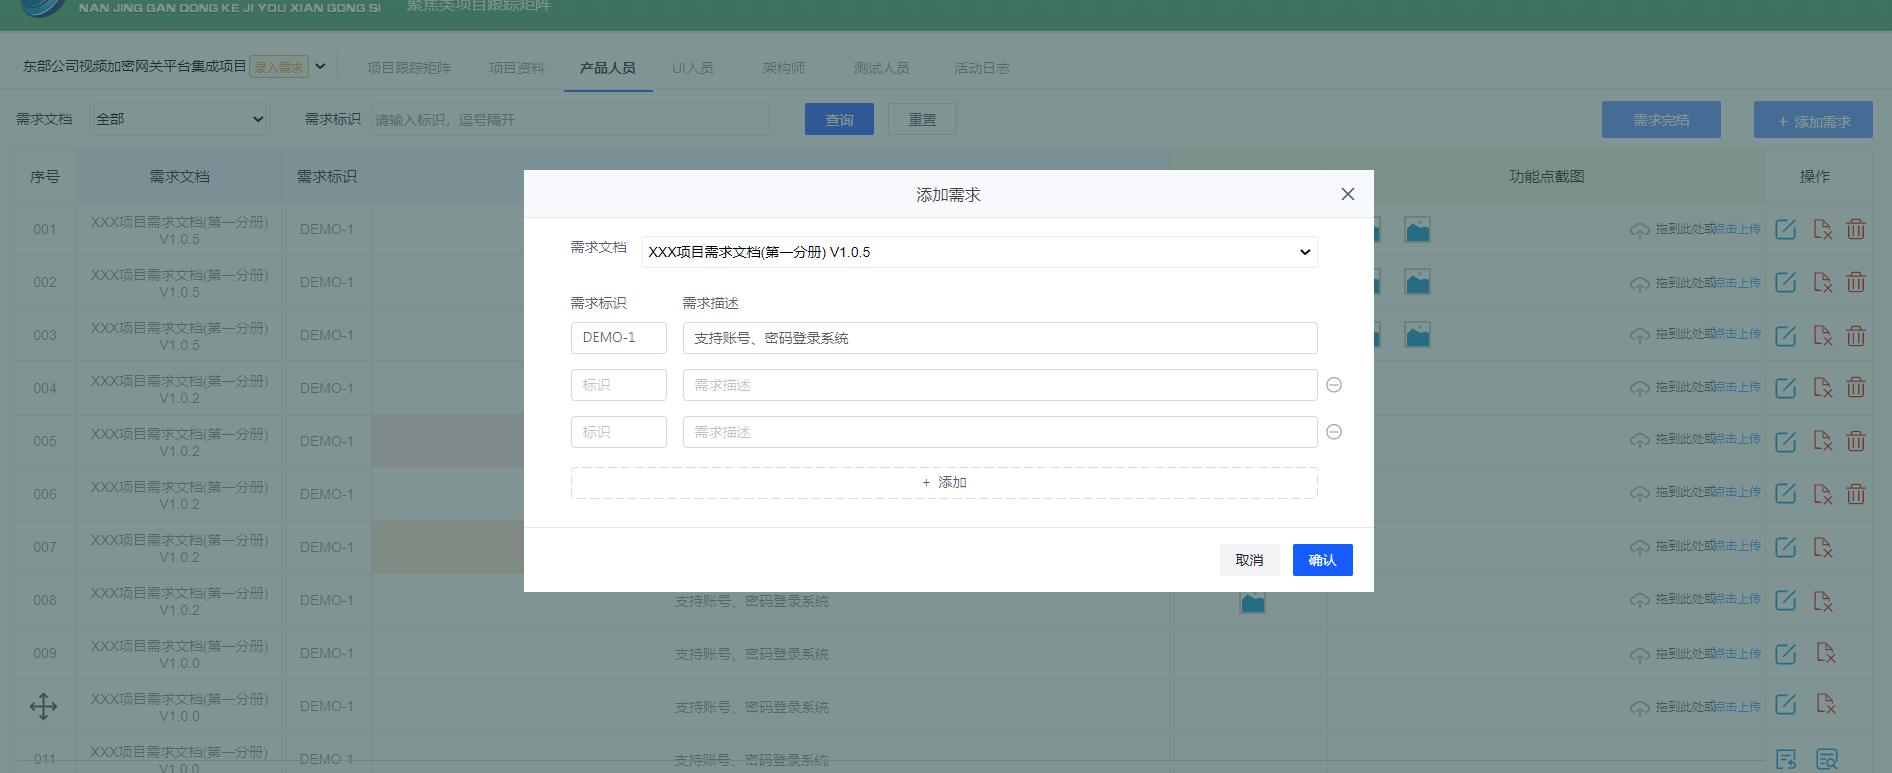 NAN JING GAN DONG KE JI YOU XIAN GONG SI 聚焦类项目跟踪矩阵
东部公司视频加密网关平台集成项目 录入需求 项目跟踪矩阵 项目资料 产品人员 UI人员 架构师 测试人员 活动日志
需求文档 全部 需求标识 请输入标识，逗号隔开 查询 重置 需求完结 + 添加需求
序号 需求文档 需求标识 功能点截图 操作
添加需求
需求文档 XXX项目需求文档(第一分册) V1.0.5
需求标识 需求描述
DEMO-1 支持账号、密码登录系统
标识 需求描述
标识 需求描述
+ 添加
取消 确认
001 XXX项目需求文档(第一分册) V1.0.5 DEMO-1 拖到此处或点击上传
002 XXX项目需求文档(第一分册) V1.0.5 DEMO-1 拖到此处或点击上传
003 XXX项目需求文档(第一分册) V1.0.5 DEMO-1 拖到此处或点击上传
004 XXX项目需求文档(第一分册) V1.0.2 DEMO-1 拖到此处或点击上传
005 XXX项目需求文档(第一分册) V1.0.2 DEMO-1 拖到此处或点击上传
006 XXX项目需求文档(第一分册) V1.0.2 DEMO-1 拖到此处或点击上传
007 XXX项目需求文档(第一分册) V1.0.2 DEMO-1 拖到此处或点击上传
008 XXX项目需求文档(第一分册) V1.0.2 DEMO-1 支持账号、密码登录系统 拖到此处或点击上传
009 XXX项目需求文档(第一分册) V1.0.0 DEMO-1 支持账号、密码登录系统 拖到此处或点击上传
XXX项目需求文档(第一分册) V1.0.0 DEMO-1 支持账号、密码登录系统 拖到此处或点击上传
011 XXX项目需求文档(第一分册) V1.0.0 DEMO-1 支持账号、密码登录系统